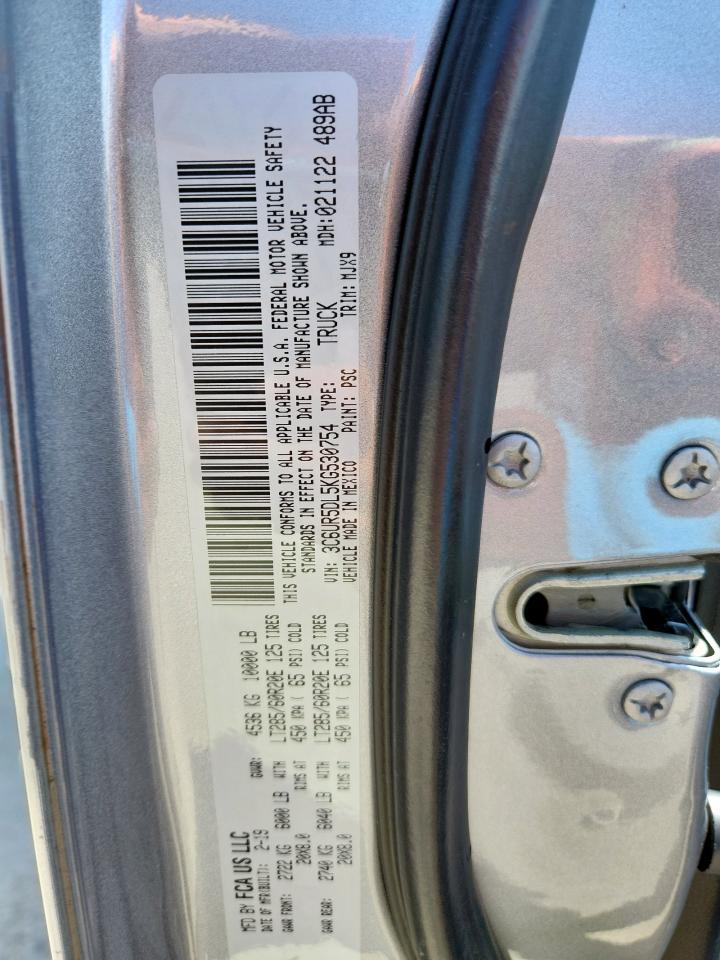 MFD BY FCA US LLC
DATE OF MFR(BUILT): 2-19 GVWR: 4536 KG 10000 LB
GAWR FRONT: 2722 KG 6000 LB WITH LT285/60R20E 125 TIRES
20X8.0 RIMS AT 450 KPA ( 65 PSI) COLD
GAWR REAR: 2740 KG 6040 LB WITH LT285/60R20E 125 TIRES
20X8.0 RIMS AT 450 KPA ( 65 PSI) COLD
THIS VEHICLE CONFORMS TO ALL APPLICABLE U.S.A. FEDERAL MOTOR VEHICLE SAFETY
STANDARDS IN EFFECT ON THE DATE OF MANUFACTURE SHOWN ABOVE.
VIN: 3C6UR5DL5KG530754 TYPE: TRUCK MDH:021122 489AB
VEHICLE MADE IN MEXICO PAINT: PSC TRIM: MJX9